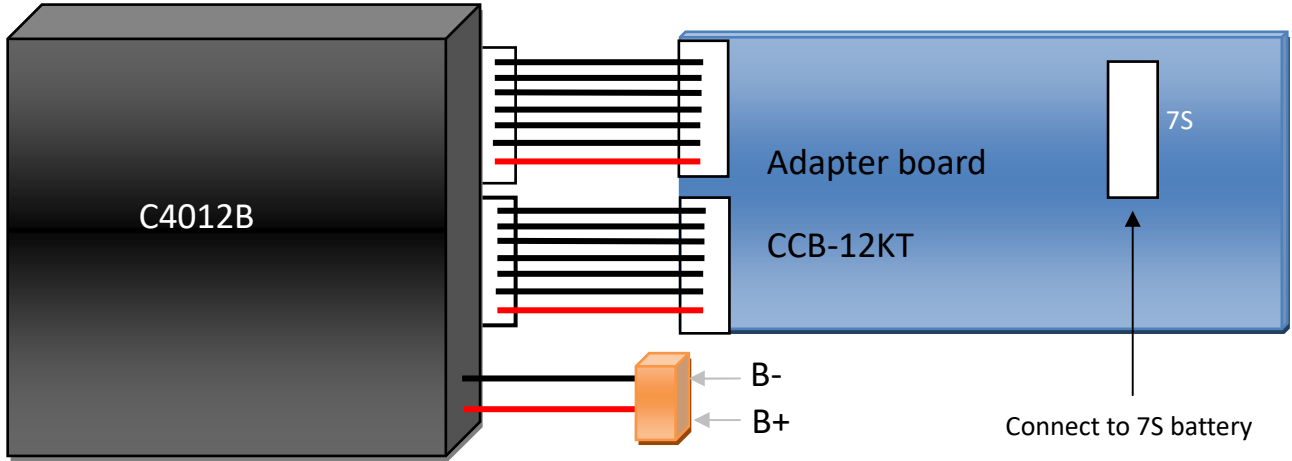 7S
Adapter board
C4012B
CCB-12KT
B-
B+
Connect to 7S battery